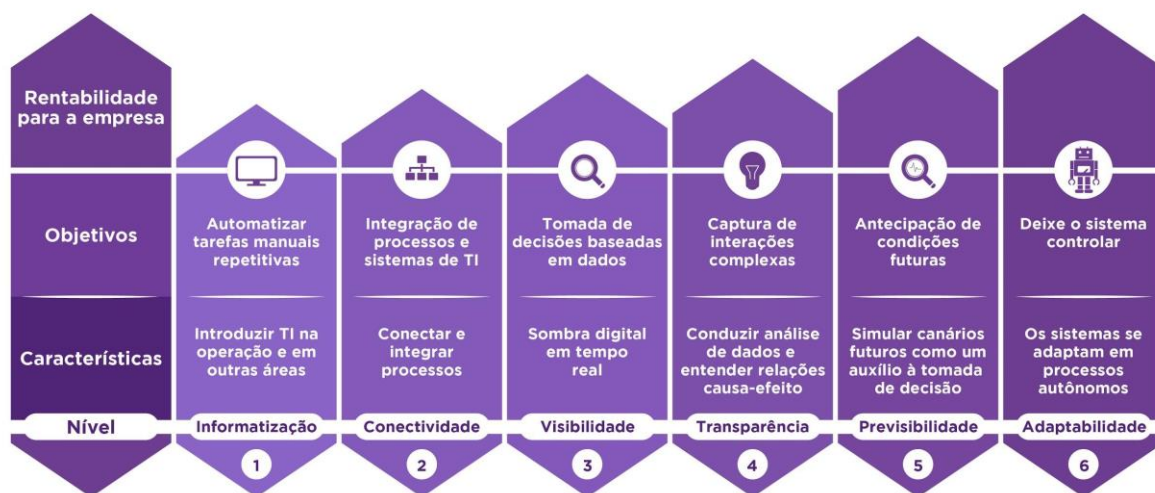 Rentabilidade
para a empresa
Objetivos
Automatizar
tarefas manuais
repetitivas
Integração de
processos e
sistemas de TI
Tomada de
decisões baseadas
em dados
Captura de
interações
complexas
Antecipação de
condições
futuras
Deixe o sistema
controlar
Características
Introduzir TI na
operação e em
outras áreas
Conectar e
integrar
processos
Sombra digital
em tempo
real
Conduzir análise
de dados e
entender relações
causa-efeito
Simular canários
futuros como um
auxílio à tomada
de decisão
Os sistemas se
adaptam em
processos
autônomos
Nível
Informatização
Conectividade
Visibilidade
Transparência
Previsibilidade
Adaptabilidade
1
2
3
4
5
6